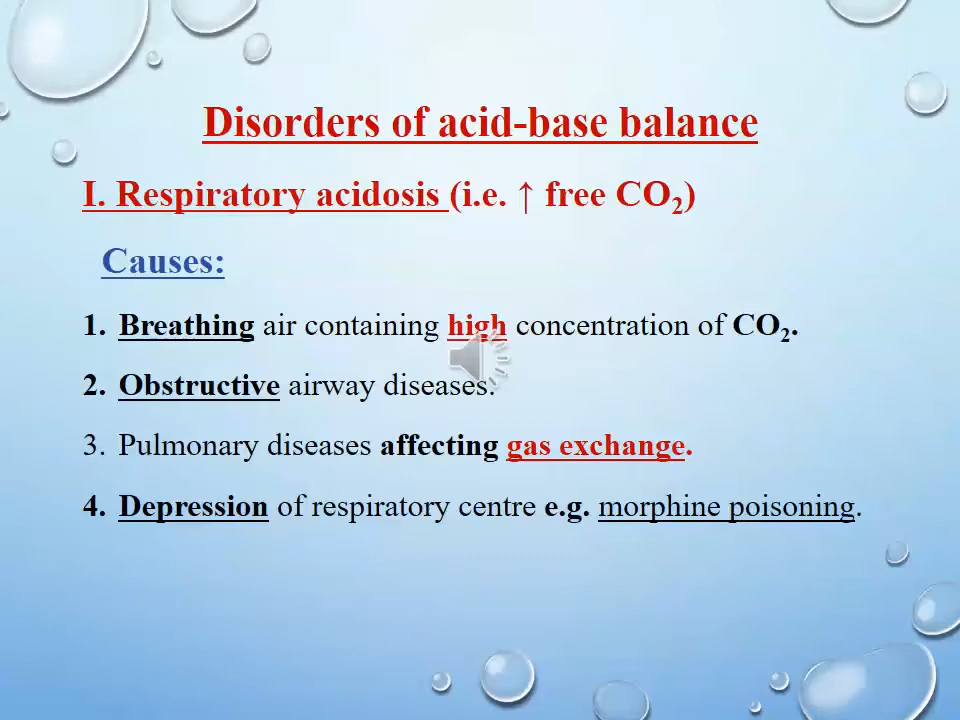 Disorders of acid-base balance
I. Respiratory acidosis (i.e. ↑ free CO₂)
Causes:
1. Breathing air containing high concentration of CO₂.
2. Obstructive airway diseases.
3. Pulmonary diseases affecting gas exchange.
4. Depression of respiratory centre e.g. morphine poisoning.